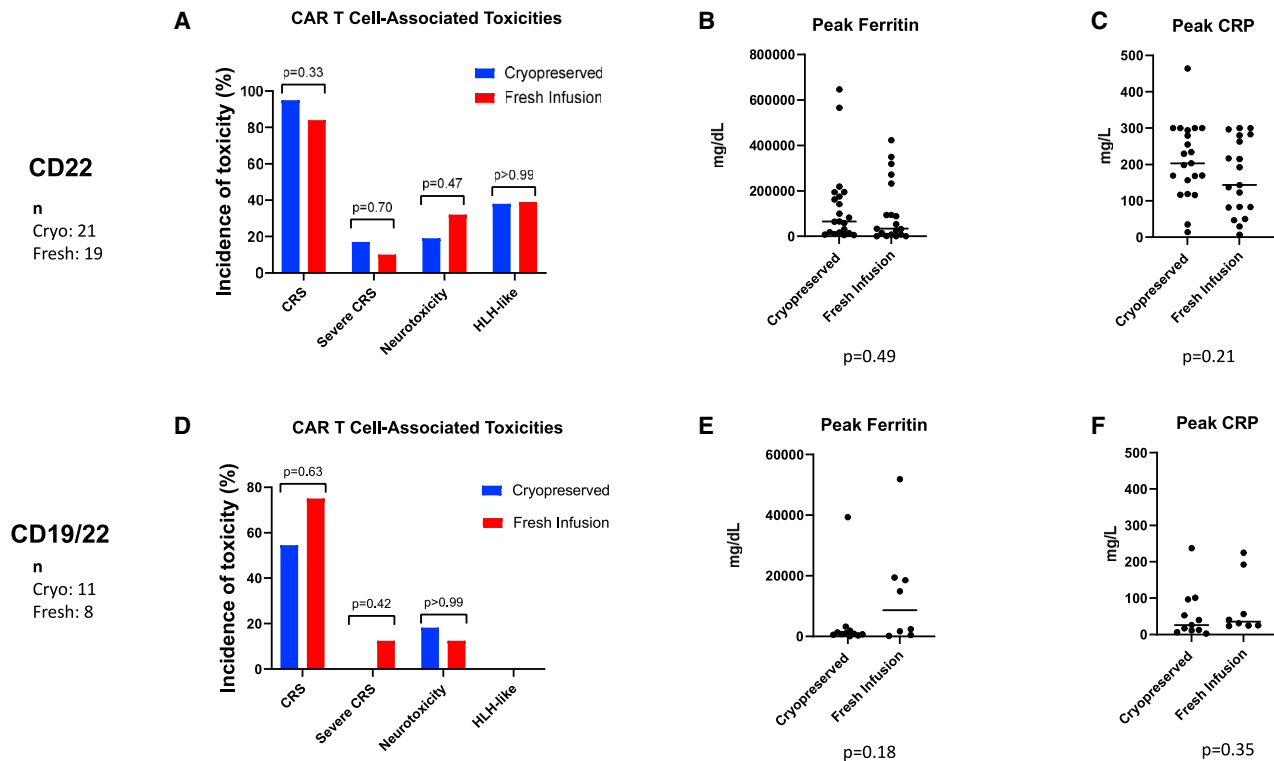 A
CAR T Cell-Associated Toxicities
CD22
n
Cryo: 21
Fresh: 19
Incidence of toxicity (%)
100
80
60
40
20
0
p=0.33
p=0.70
p=0.47
p>0.99
Cryopreserved
Fresh Infusion
CRS
Severe CRS
Neurotoxicity
HLH-like
B
Peak Ferritin
mg/dL
800000
600000
400000
200000
0
Cryopreserved
Fresh Infusion
p=0.49
C
Peak CRP
mg/L
500
400
300
200
100
0
Cryopreserved
Fresh Infusion
p=0.21
D
CAR T Cell-Associated Toxicities
CD19/22
n
Cryo: 11
Fresh: 8
Incidence of toxicity (%)
80
60
40
20
0
p=0.63
p=0.42
p>0.99
Cryopreserved
Fresh Infusion
CRS
Severe CRS
Neurotoxicity
HLH-like
E
Peak Ferritin
mg/dL
60000
40000
20000
0
Cryopreserved
Fresh Infusion
p=0.18
F
Peak CRP
mg/L
500
400
300
200
100
0
Cryopreserved
Fresh Infusion
p=0.35